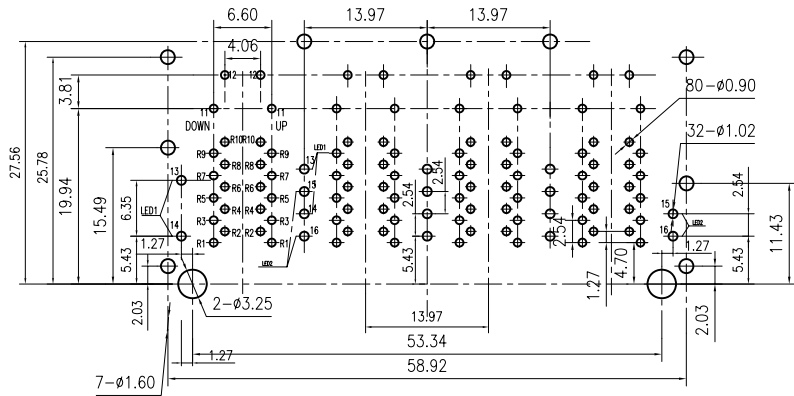 6.60 13.97 13.97
4.06
12 12
27.56 25.78 3.81 19.94 15.49
11 11
DOWN UP
80-ø0.90
32-ø1.02
R10 R10
R9 R9
R8 R8
R7 R7
R6 R6
R5 R5
R4 R4
R3 R3
R2 R2
R1 R1
LED1
13
15
14
16
LED2
13
LED1
14
6.35
1.27
5.43
2.03
2.54
2.54
5.43
2.54
1.27
4.70
15
16
LED2
2.54
1.27
5.43
11.43
2.03
2-ø3.25
13.97
53.34
1.27
58.92
7-ø1.60